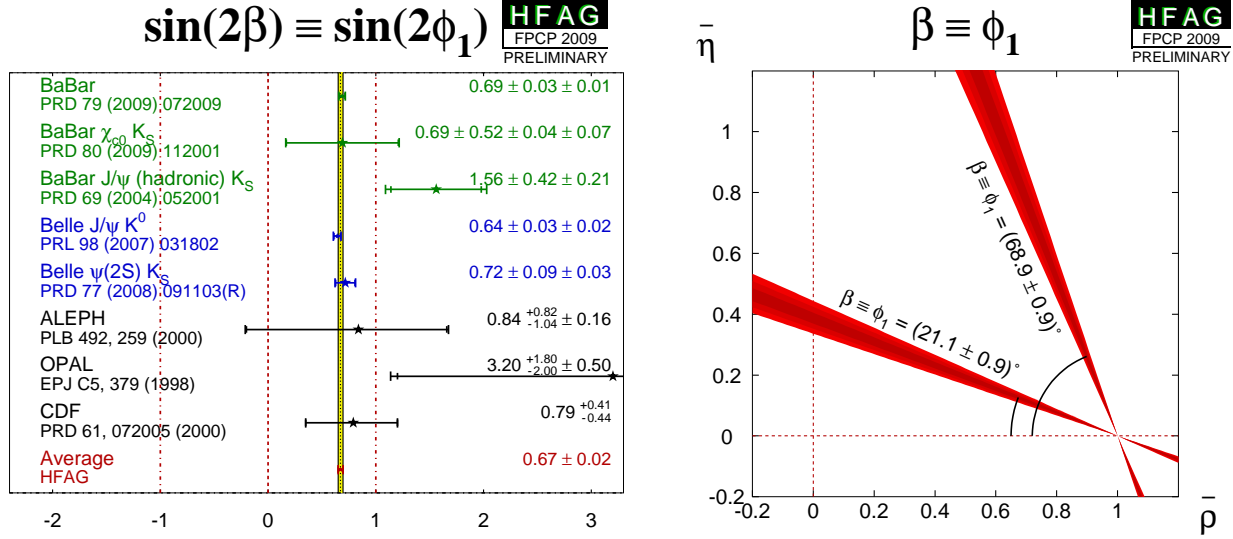 sin(2β) ≡ sin(2ϕ₁)
HFAG
FPCP 2009
PRELIMINARY
BaBar
PRD 79 (2009) 072009
0.69 ± 0.03 ± 0.01
BaBar χc0 KS
PRD 80 (2009) 112001
0.69 ± 0.52 ± 0.04 ± 0.07
BaBar J/ψ (hadronic) KS
PRD 69 (2004) 052001
1.56 ± 0.42 ± 0.21
Belle J/ψ K⁰
PRL 98 (2007) 031802
0.64 ± 0.03 ± 0.02
Belle ψ(2S) KS
PRD 77 (2008) 091103(R)
0.72 ± 0.09 ± 0.03
ALEPH
PLB 492, 259 (2000)
0.84 +0.82 -1.04 ± 0.16
OPAL
EPJ C5, 379 (1998)
3.20 +1.80 -2.00 ± 0.50
CDF
PRD 61, 072005 (2000)
0.79 +0.41 -0.44
Average
HFAG
0.67 ± 0.02
-2 -1 0 1 2 3
β ≡ ϕ₁
HFAG
FPCP 2009
PRELIMINARY
η̄
1
0.8
0.6
0.4
0.2
0
-0.2
β ≡ ϕ₁ = (68.9 ± 0.9)°
β ≡ ϕ₁ = (21.1 ± 0.9)°
-0.2 0 0.2 0.4 0.6 0.8 1
ρ̄